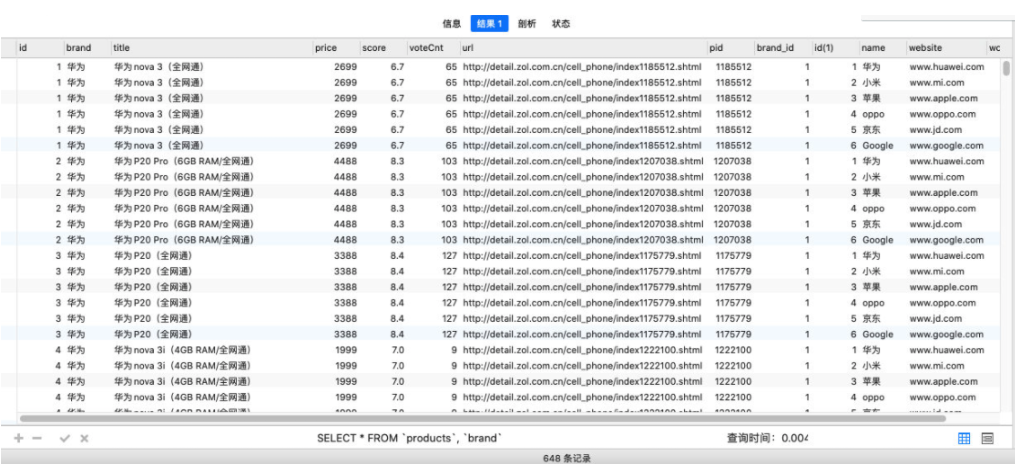 信息 结果 1 剖析 状态
id brand title price score voteCnt url pid brand_id id(1) name website wc
1 华为 华为 nova 3（全网通） 2699 6.7 65 http://detail.zol.com.cn/cell_phone/index1185512.shtml 1185512 1 1 华为 www.huawei.com
1 华为 华为 nova 3（全网通） 2699 6.7 65 http://detail.zol.com.cn/cell_phone/index1185512.shtml 1185512 1 2 小米 www.mi.com
1 华为 华为 nova 3（全网通） 2699 6.7 65 http://detail.zol.com.cn/cell_phone/index1185512.shtml 1185512 1 3 苹果 www.apple.com
1 华为 华为 nova 3（全网通） 2699 6.7 65 http://detail.zol.com.cn/cell_phone/index1185512.shtml 1185512 1 4 oppo www.oppo.com
1 华为 华为 nova 3（全网通） 2699 6.7 65 http://detail.zol.com.cn/cell_phone/index1185512.shtml 1185512 1 5 京东 www.jd.com
1 华为 华为 nova 3（全网通） 2699 6.7 65 http://detail.zol.com.cn/cell_phone/index1185512.shtml 1185512 1 6 Google www.google.com
2 华为 华为 P20 Pro（6GB RAM/全网通） 4488 8.3 103 http://detail.zol.com.cn/cell_phone/index1207038.shtml 1207038 1 1 华为 www.huawei.com
2 华为 华为 P20 Pro（6GB RAM/全网通） 4488 8.3 103 http://detail.zol.com.cn/cell_phone/index1207038.shtml 1207038 1 2 小米 www.mi.com
2 华为 华为 P20 Pro（6GB RAM/全网通） 4488 8.3 103 http://detail.zol.com.cn/cell_phone/index1207038.shtml 1207038 1 3 苹果 www.apple.com
2 华为 华为 P20 Pro（6GB RAM/全网通） 4488 8.3 103 http://detail.zol.com.cn/cell_phone/index1207038.shtml 1207038 1 4 oppo www.oppo.com
2 华为 华为 P20 Pro（6GB RAM/全网通） 4488 8.3 103 http://detail.zol.com.cn/cell_phone/index1207038.shtml 1207038 1 5 京东 www.jd.com
2 华为 华为 P20 Pro（6GB RAM/全网通） 4488 8.3 103 http://detail.zol.com.cn/cell_phone/index1207038.shtml 1207038 1 6 Google www.google.com
3 华为 华为 P20（全网通） 3388 8.4 127 http://detail.zol.com.cn/cell_phone/index1175779.shtml 1175779 1 1 华为 www.huawei.com
3 华为 华为 P20（全网通） 3388 8.4 127 http://detail.zol.com.cn/cell_phone/index1175779.shtml 1175779 1 2 小米 www.mi.com
3 华为 华为 P20（全网通） 3388 8.4 127 http://detail.zol.com.cn/cell_phone/index1175779.shtml 1175779 1 3 苹果 www.apple.com
3 华为 华为 P20（全网通） 3388 8.4 127 http://detail.zol.com.cn/cell_phone/index1175779.shtml 1175779 1 4 oppo www.oppo.com
3 华为 华为 P20（全网通） 3388 8.4 127 http://detail.zol.com.cn/cell_phone/index1175779.shtml 1175779 1 5 京东 www.jd.com
3 华为 华为 P20（全网通） 3388 8.4 127 http://detail.zol.com.cn/cell_phone/index1175779.shtml 1175779 1 6 Google www.google.com
4 华为 华为 nova 3i（4GB RAM/全网通） 1999 7.0 9 http://detail.zol.com.cn/cell_phone/index1222100.shtml 1222100 1 1 华为 www.huawei.com
4 华为 华为 nova 3i（4GB RAM/全网通） 1999 7.0 9 http://detail.zol.com.cn/cell_phone/index1222100.shtml 1222100 1 2 小米 www.mi.com
4 华为 华为 nova 3i（4GB RAM/全网通） 1999 7.0 9 http://detail.zol.com.cn/cell_phone/index1222100.shtml 1222100 1 3 苹果 www.apple.com
4 华为 华为 nova 3i（4GB RAM/全网通） 1999 7.0 9 http://detail.zol.com.cn/cell_phone/index1222100.shtml 1222100 1 4 oppo www.oppo.com
SELECT * FROM `products`, `brand` 查询时间：0.004
648 条记录